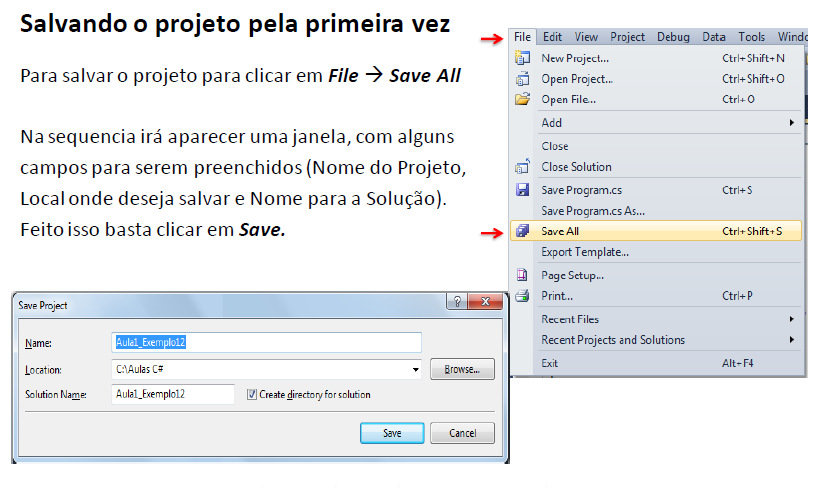 Salvando o projeto pela primeira vez
Para salvar o projeto para clicar em File → Save All
Na sequencia irá aparecer uma janela, com alguns
campos para serem preenchidos (Nome do Projeto,
Local onde deseja salvar e Nome para a Solução).
Feito isso basta clicar em Save.
File Edit View Project Debug Data Tools Windo
New Project... Ctrl+Shift+N
Open Project... Ctrl+Shift+O
Open File... Ctrl+O
Add
Close
Close Solution
Save Program.cs Ctrl+S
Save Program.cs As...
Save All Ctrl+Shift+S
Export Template...
Page Setup...
Print... Ctrl+P
Recent Files
Recent Projects and Solutions
Exit Alt+F4
Save Project
Name: Aula1_Exemplo12
Location: C:\Aulas C# Browse...
Solution Name: Aula1_Exemplo12 Create directory for solution
Save Cancel